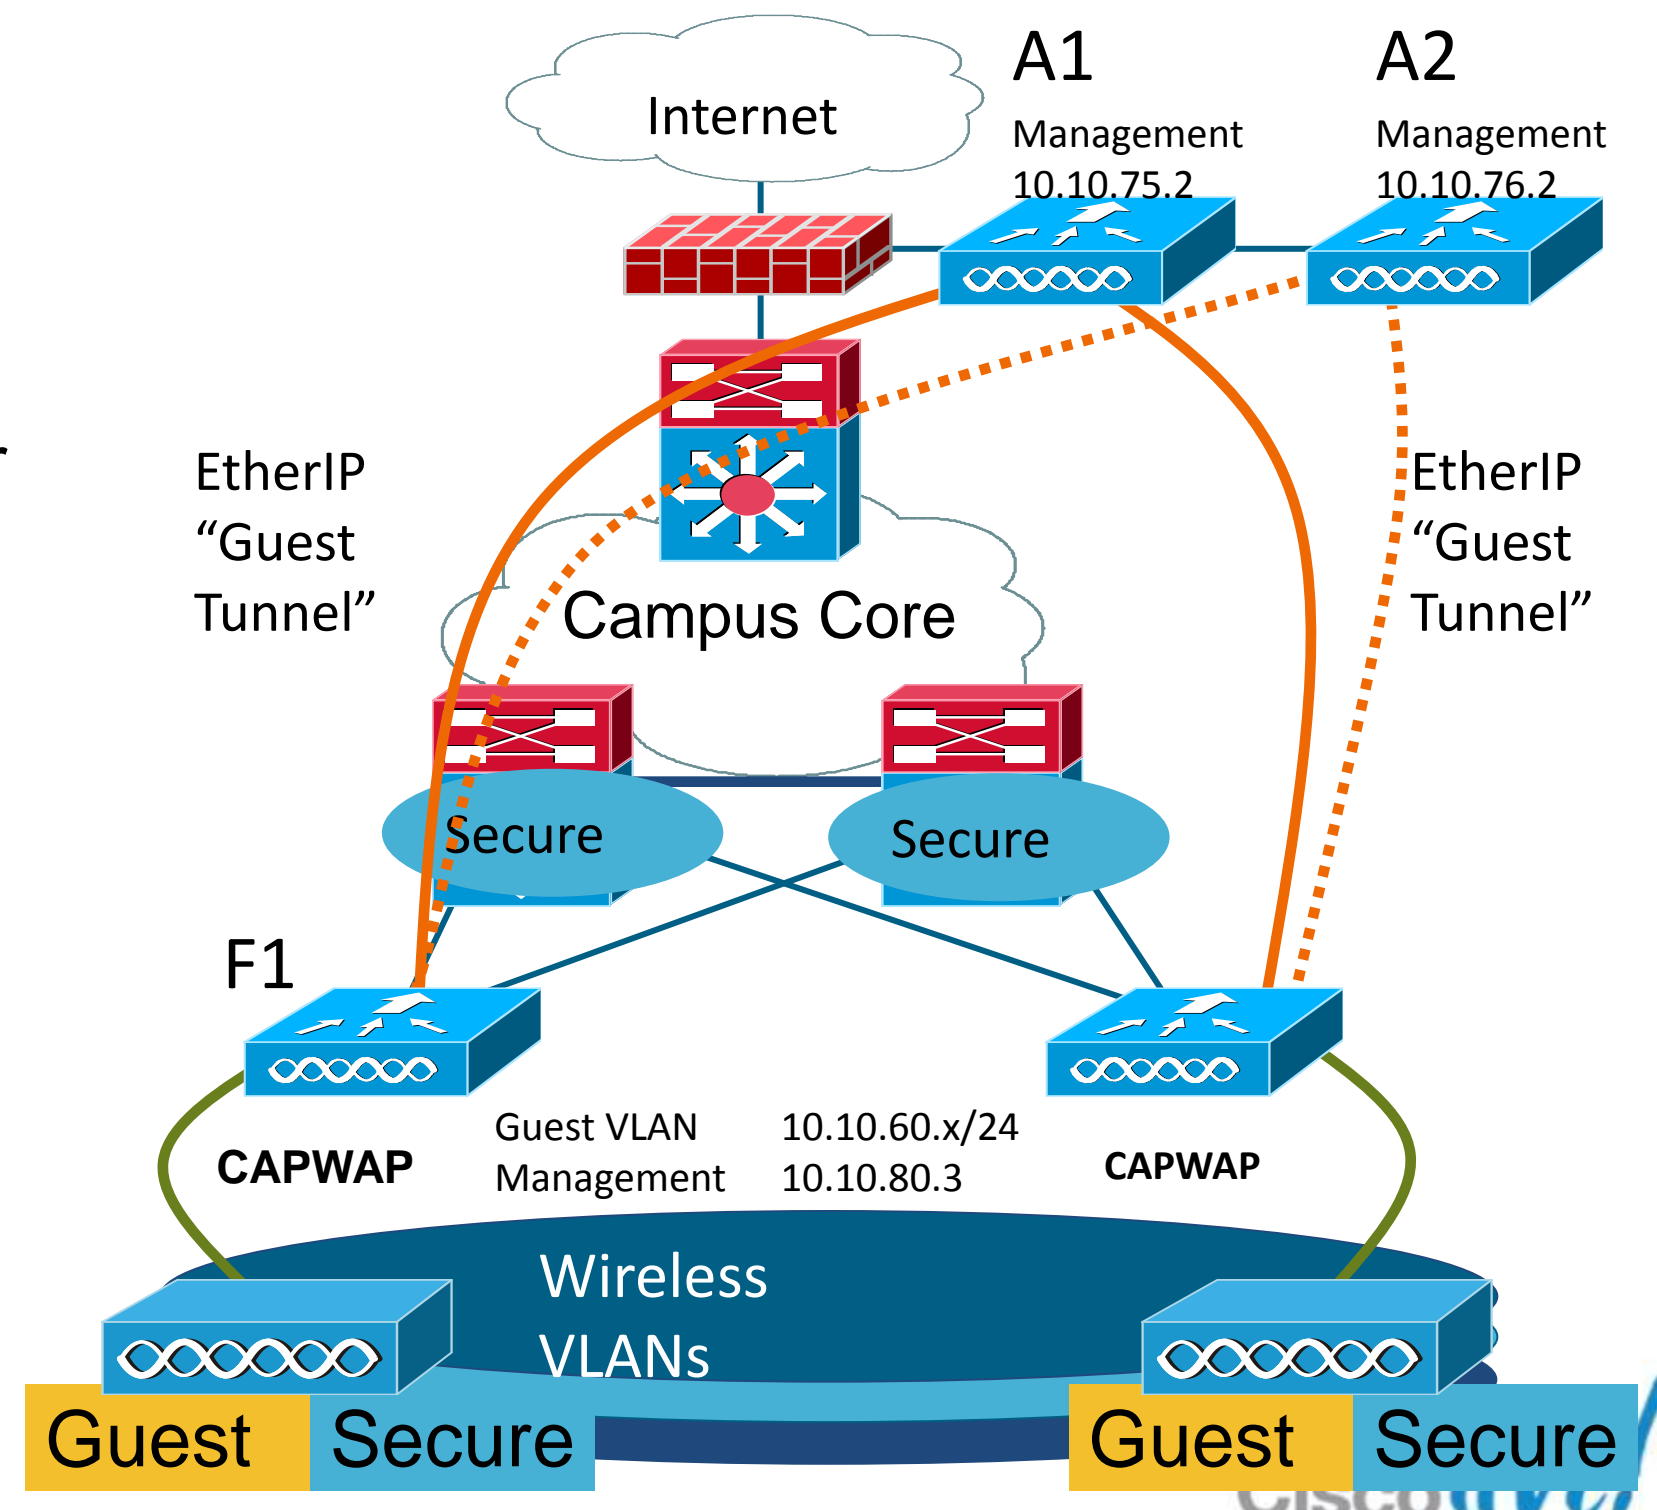 A1
A2
Internet
Management
10.10.75.2
Management
10.10.76.2
EtherIP
“Guest
Tunnel”
EtherIP
“Guest
Tunnel”
Campus Core
Secure
Secure
F1
Guest VLAN 10.10.60.x/24
Management 10.10.80.3
CAPWAP
CAPWAP
Wireless
VLANs
Guest Secure
Guest Secure